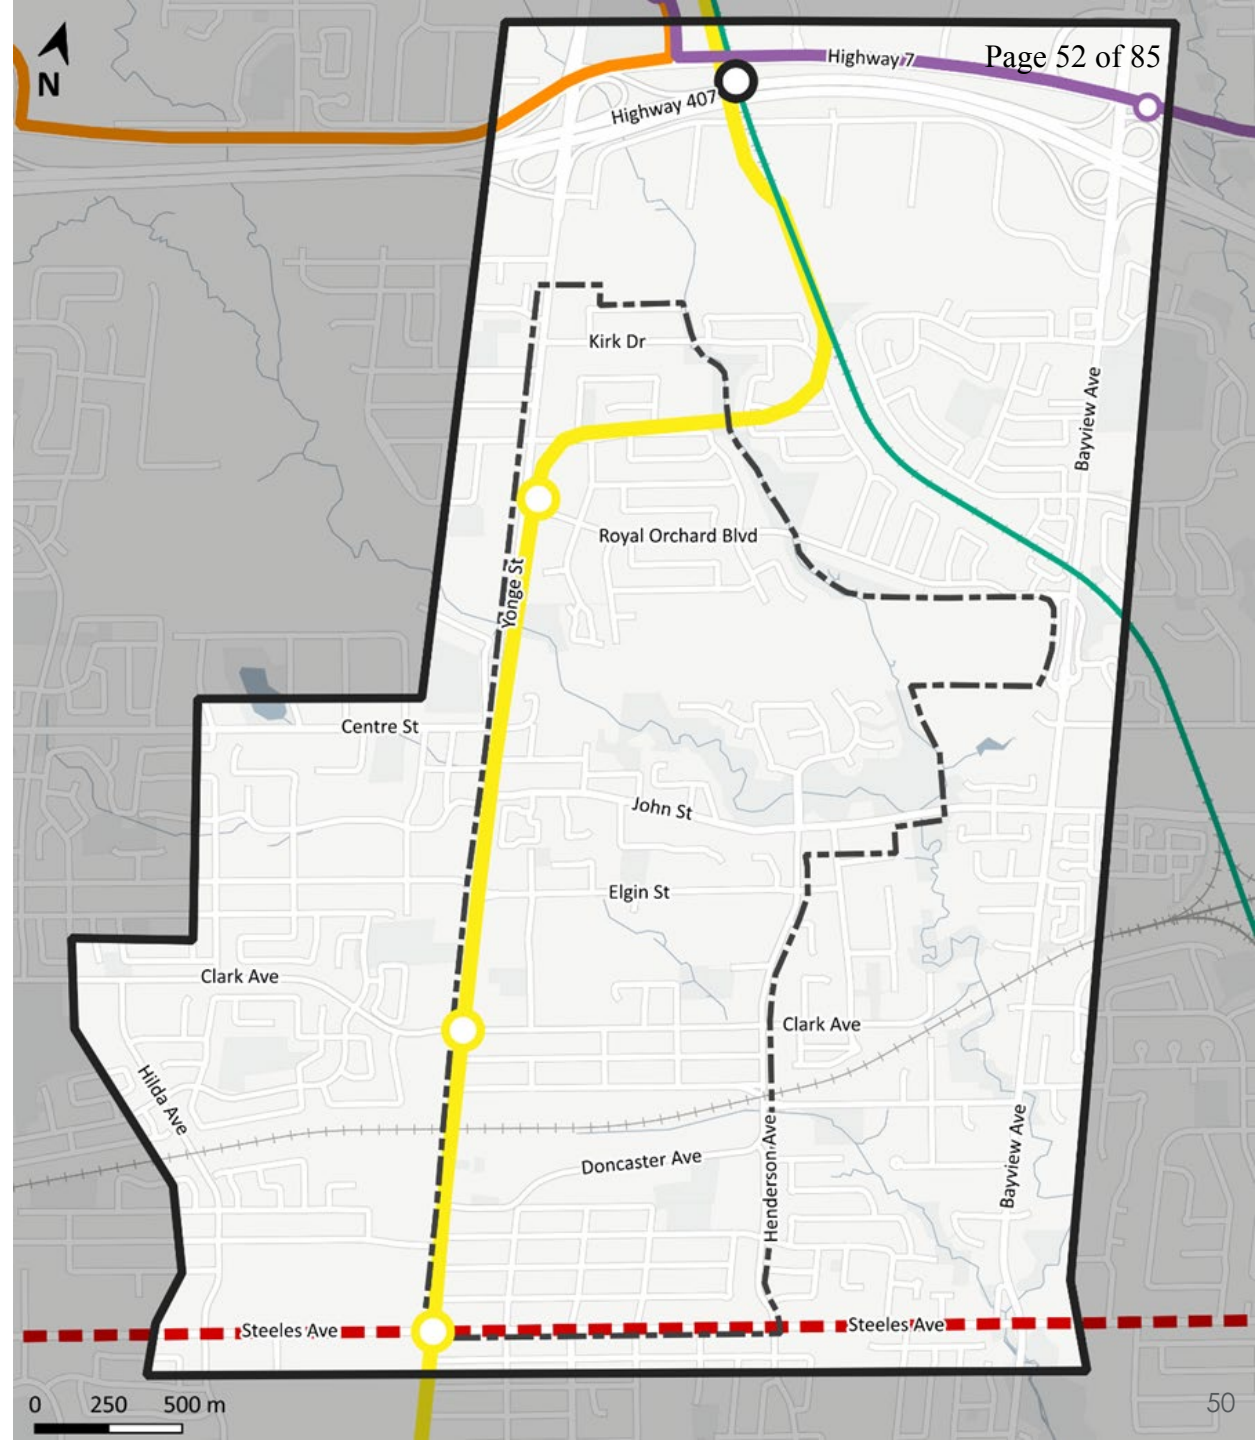 Page 52 of 85
Highway 7
Highway 407
N
Kirk Dr
Bayview Ave
Royal Orchard Blvd
Yonge St
Centre St
John St
Elgin St
Clark Ave
Clark Ave
Hilda Ave
Doncaster Ave
Henderson Ave
Bayview Ave
Steeles Ave
Steeles Ave
0 250 500 m
50